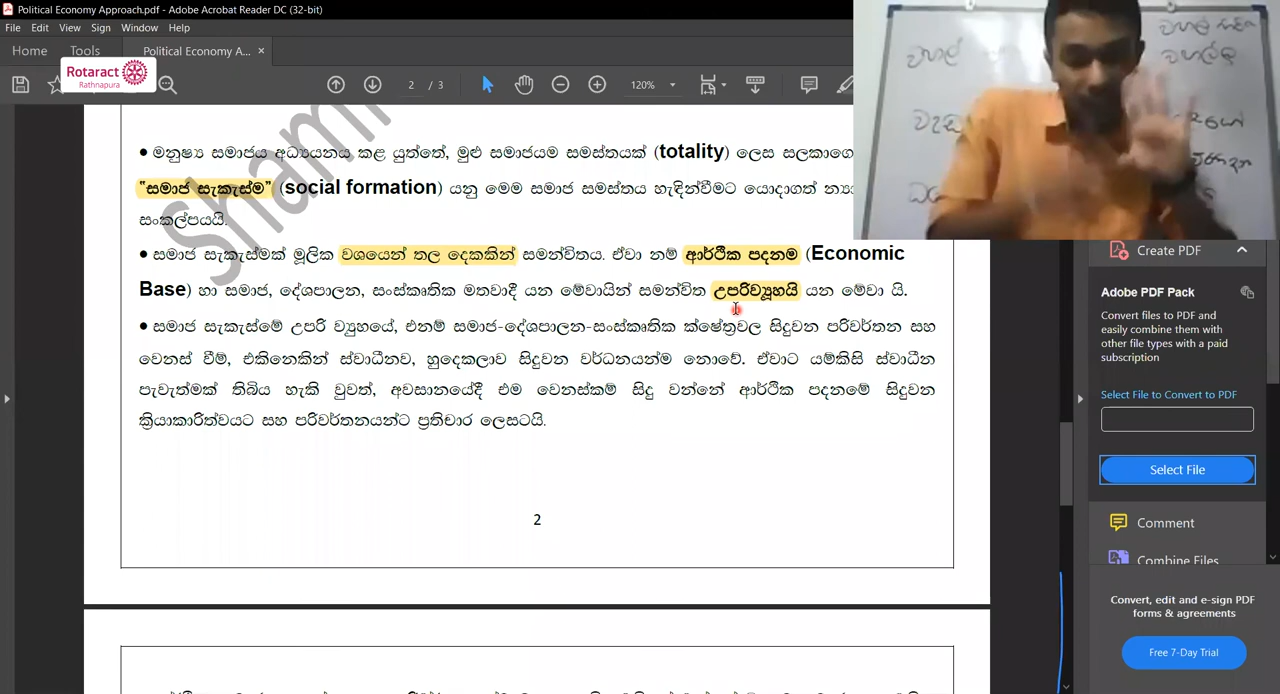 Political Economy Approach.pdf - Adobe Acrobat Reader DC (32-bit)
File Edit View Sign Window Help
Home Tools Political Economy A... ×
Rotaract
Rathnapura
2 / 3 120%
වහල්
වහල්
• මනුෂ්‍ය සමාජය අධ්‍යයනය කළ යුත්තේ, මුළු සමාජයම සමස්තයක් (totality) ලෙස සලකාගෙ
"සමාජ සැකැස්ම" (social formation) යනු මෙම සමාජ සමස්තය හැඳින්වීමට යොදාගත්
සංකල්පයයි.
• සමාජ සැකැස්මක් මූලික වශයෙන් තල දෙකකින් සමන්විතය. ඒවා නම් ආර්ථික පදනම (Economic
Base) හා සමාජ, දේශපාලන, සංස්කෘතික මතවාදී යන මේවායින් සමන්විත උපරිව්‍යූහයි යන මේවා යි.
• සමාජ සැකැස්මේ උපරි ව්‍යුහයේ, එනම් සමාජ-දේශපාලන-සංස්කෘතික ක්ෂේත්‍රවල සිදුවන පරිවර්තන සහ
වෙනස් වීම්, එකිනෙකින් ස්වාධීනව, හුදෙකලාව සිදුවන වර්ධනයන්ම නොවේ. ඒවාට යම්කිසි ස්වාධීන
පැවැත්මක් තිබිය හැකි වුවත්, අවසානයේදී එම වෙනස්කම් සිදු වන්නේ ආර්ථික පදනමේ සිදුවන
ක්‍රියාකාරිත්වයට සහ පරිවර්තනයන්ට ප්‍රතිචාර ලෙසටයි.
2
Create PDF
Adobe PDF Pack
Convert files to PDF and
easily combine them with
other file types with a paid
subscription
Select File to Convert to PDF
Select File
Comment
Combine Files
Convert, edit and e-sign PDF
forms & agreements
Free 7-Day Trial